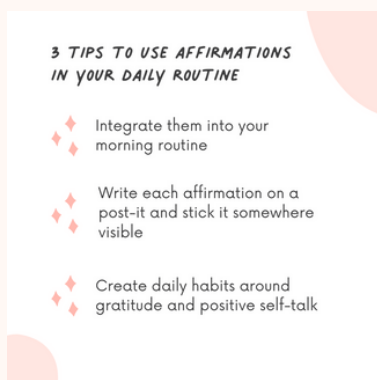 3 TIPS TO USE AFFIRMATIONS
IN YOUR DAILY ROUTINE
Integrate them into your
morning routine
Write each affirmation on a
post-it and stick it somewhere
visible
Create daily habits around
gratitude and positive self-talk